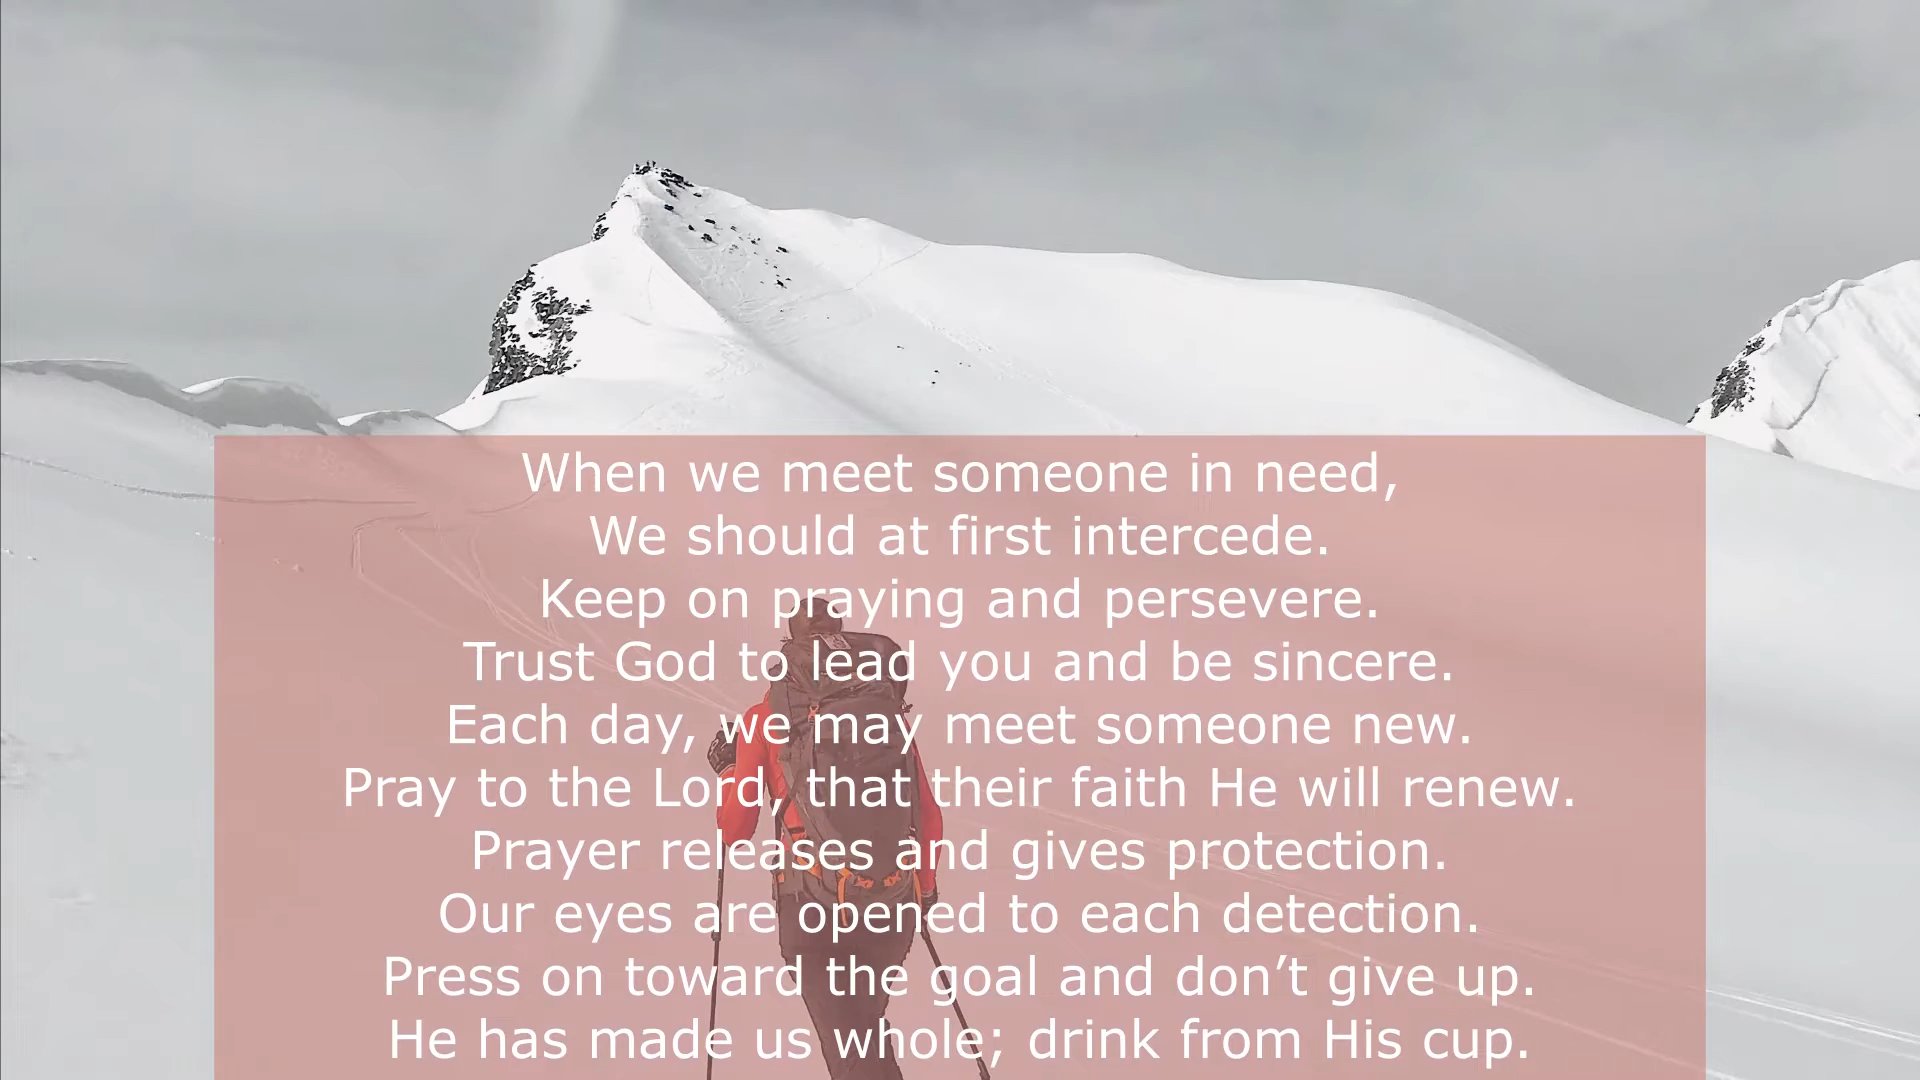 When we meet someone in need,
We should at first intercede.
Keep on praying and persevere.
Trust God to lead you and be sincere.
Each day, we may meet someone new.
Pray to the Lord, that their faith He will renew.
Prayer releases and gives protection.
Our eyes are opened to each detection.
Press on toward the goal and don’t give up.
He has made us whole; drink from His cup.